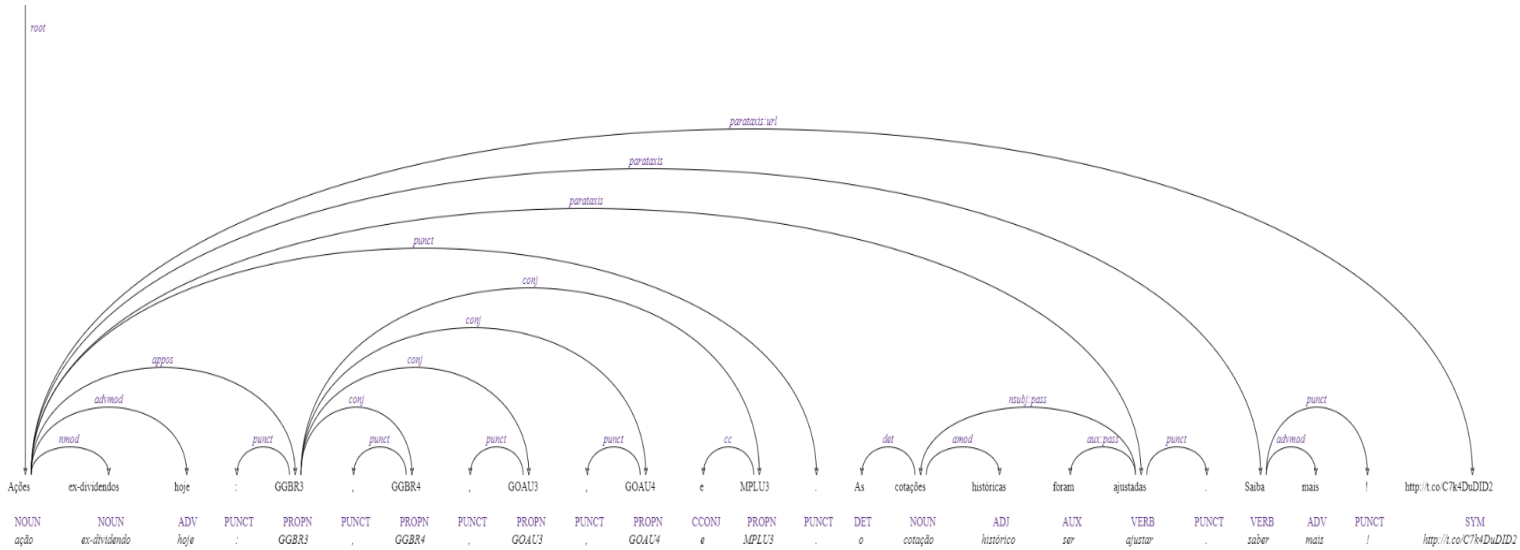 root
parataxis:url
parataxis
parataxis
punct
conj
conj
appos conj
advmod conj nsubj:pass punct
nmod punct punct punct punct cc det amod aux:pass punct advmod
Ações ex-dividendos hoje : GGBR3 , GGBR4 , GOAU3 , GOAU4 e MPLU3 . As cotações históricas foram ajustadas . Saiba mais ! http://t.co/C7k4DuDID2
NOUN NOUN ADV PUNCT PROPN PUNCT PROPN PUNCT PROPN PUNCT PROPN CCONJ PROPN PUNCT DET NOUN ADJ AUX VERB PUNCT VERB ADV PUNCT SYM
ação ex-dividendo hoje : GGBR3 , GGBR4 , GOAU3 , GOAU4 e MPLU3 . o cotação histórico ser ajustar . saber mais ! http://t.co/C7k4DuDID2